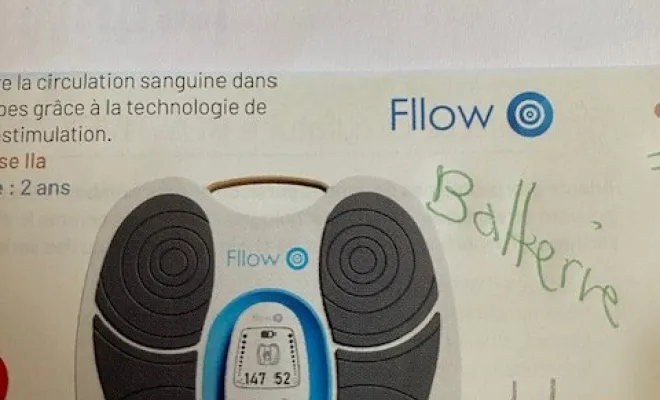 re la circulation sanguine dans
bes grâce à la technologie de
stimulation.
se IIa
: 2 ans
Fllow
Batterie
Fllow
fllow
147 52